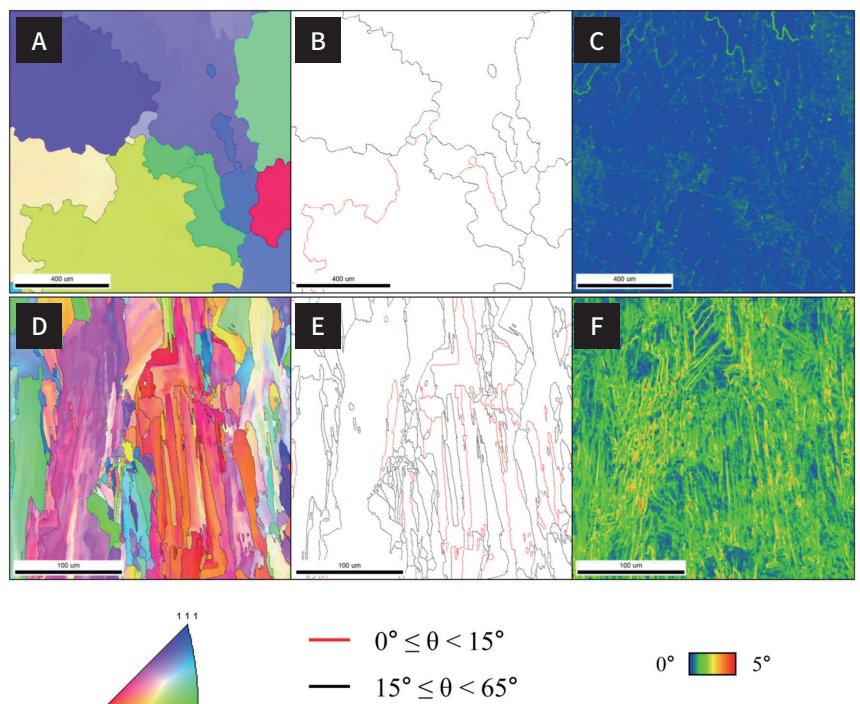 A
B
C
400 um
400 um
400 um
D
E
F
100 um
100 um
100 um
1 1 1
0° ≤ θ < 15°
15° ≤ θ < 65°
0°
5°